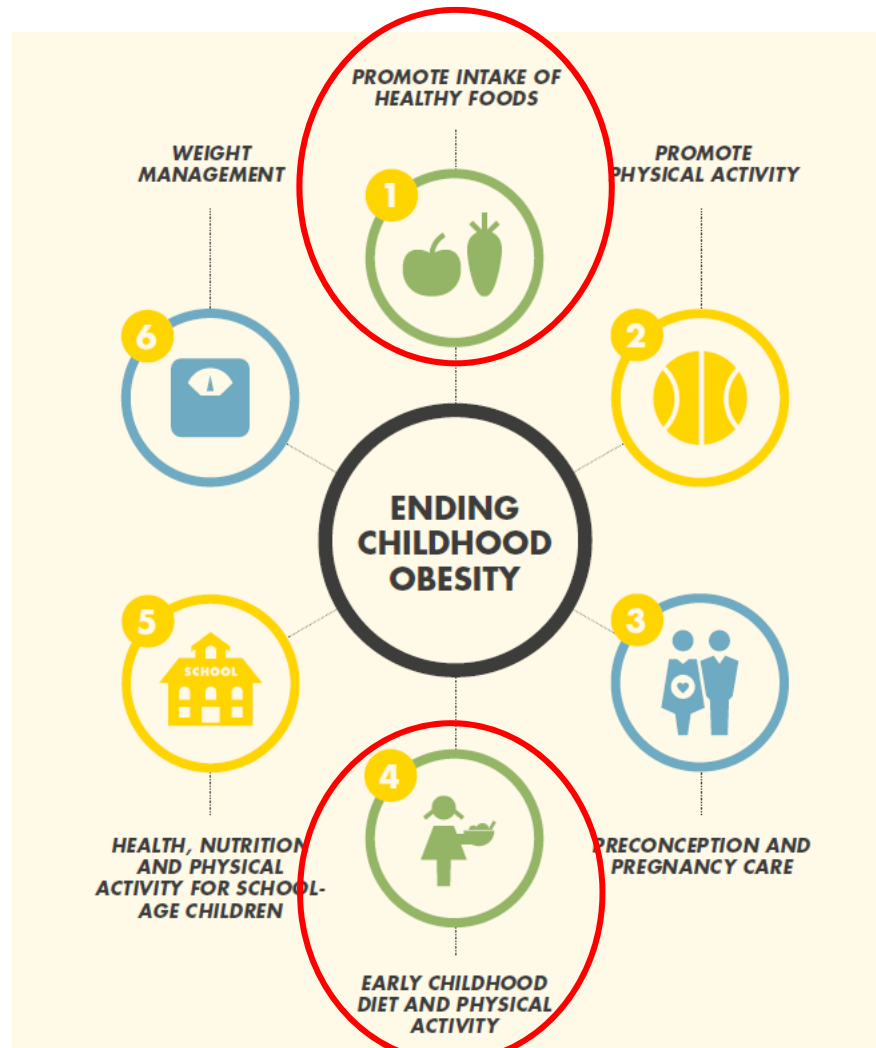 PROMOTE INTAKE OF
HEALTHY FOODS
1
PROMOTE
PHYSICAL ACTIVITY
2
PRECONCEPTION AND
PREGNANCY CARE
3
EARLY CHILDHOOD
DIET AND PHYSICAL
ACTIVITY
4
HEALTH, NUTRITION
AND PHYSICAL
ACTIVITY FOR SCHOOL-
AGE CHILDREN
5
SCHOOL
WEIGHT
MANAGEMENT
6
ENDING
CHILDHOOD
OBESITY